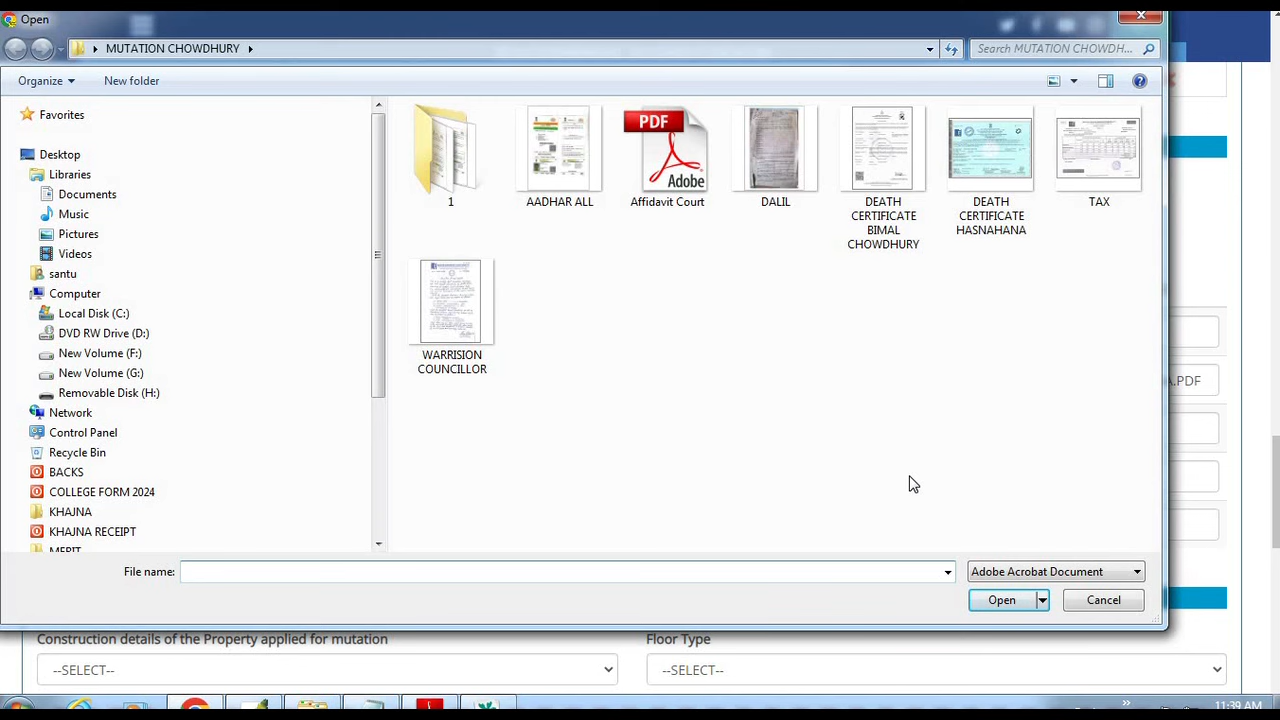 Open
MUTATION CHOWDHURY
Search MUTATION CHOWDH...
Organize
New folder
Favorites
Desktop
Libraries
Documents
Music
Pictures
Videos
santu
Computer
Local Disk (C:)
DVD RW Drive (D:)
New Volume (F:)
New Volume (G:)
Removable Disk (H:)
Network
Control Panel
Recycle Bin
BACKS
COLLEGE FORM 2024
KHAJNA
KHAJNA RECEIPT
MERIT
1
AADHAR ALL
PDF
Adobe
Affidavit Court
DALIL
DEATH
CERTIFICATE
BIMAL
CHOWDHURY
DEATH
CERTIFICATE
HASNAHANA
TAX
WARRISION
COUNCILLOR
A.PDF
File name:
Adobe Acrobat Document
Open
Cancel
Construction details of the Property applied for mutation
Floor Type
--SELECT--
--SELECT--
11:39 AM